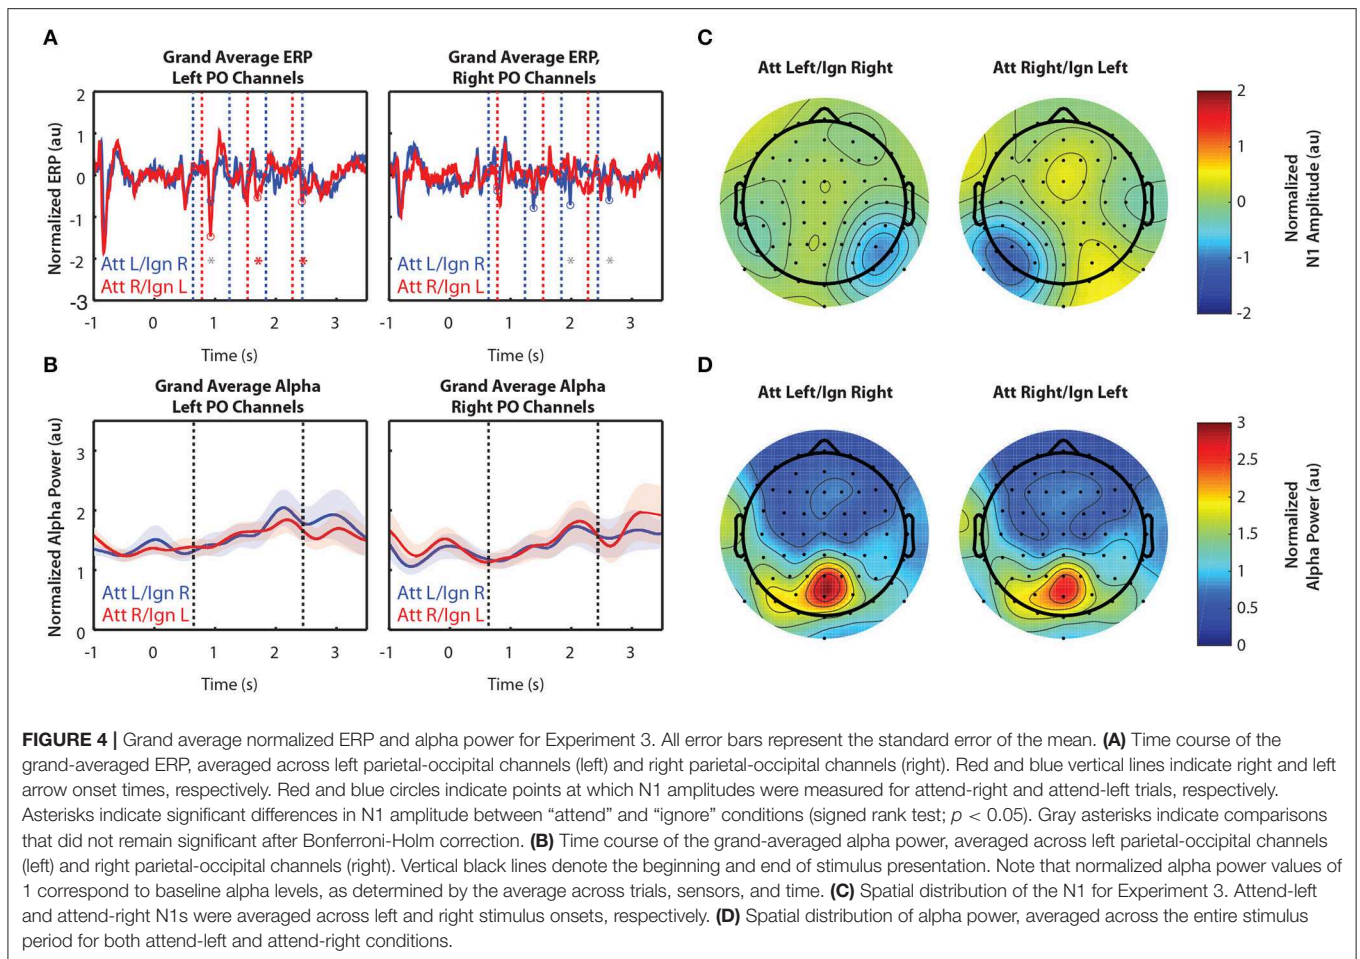 A
Grand Average ERP
Left PO Channels
Grand Average ERP,
Right PO Channels
Normalized ERP (au)
2
1
0
-1
-2
-3
* * *
* *
Att L/Ign R
Att R/Ign L
Att L/Ign R
Att R/Ign L
-1 0 1 2 3
-1 0 1 2 3
Time (s)
Time (s)
B
Grand Average Alpha
Left PO Channels
Grand Average Alpha
Right PO Channels
Normalized Alpha Power (au)
3
2
1
0
Att L/Ign R
Att R/Ign L
Att L/Ign R
Att R/Ign L
-1 0 1 2 3
-1 0 1 2 3
Time (s)
Time (s)
C
Att Left/Ign Right
Att Right/Ign Left
2
1
0
-1
-2
Normalized
N1 Amplitude (au)
D
Att Left/Ign Right
Att Right/Ign Left
3
2.5
2
1.5
1
0.5
0
Normalized
Alpha Power (au)
FIGURE 4 | Grand average normalized ERP and alpha power for Experiment 3. All error bars represent the standard error of the mean. (A) Time course of the
grand-averaged ERP, averaged across left parietal-occipital channels (left) and right parietal-occipital channels (right). Red and blue vertical lines indicate right and left
arrow onset times, respectively. Red and blue circles indicate points at which N1 amplitudes were measured for attend-right and attend-left trials, respectively.
Asterisks indicate significant differences in N1 amplitude between “attend” and “ignore” conditions (signed rank test; p < 0.05). Gray asterisks indicate comparisons
that did not remain significant after Bonferroni-Holm correction. (B) Time course of the grand-averaged alpha power, averaged across left parietal-occipital channels
(left) and right parietal-occipital channels (right). Vertical black lines denote the beginning and end of stimulus presentation. Note that normalized alpha power values of
1 correspond to baseline alpha levels, as determined by the average across trials, sensors, and time. (C) Spatial distribution of the N1 for Experiment 3. Attend-left
and attend-right N1s were averaged across left and right stimulus onsets, respectively. (D) Spatial distribution of alpha power, averaged across the entire stimulus
period for both attend-left and attend-right conditions.